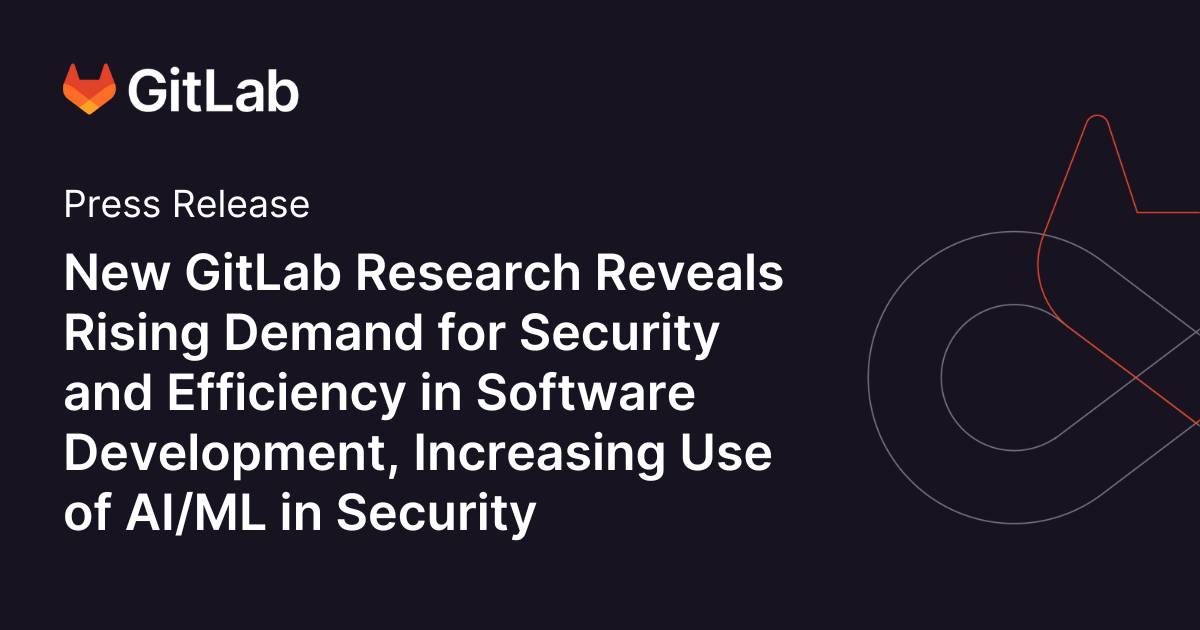 GitLab
Press Release
New GitLab Research Reveals
Rising Demand for Security
and Efficiency in Software
Development, Increasing Use
of AI/ML in Security